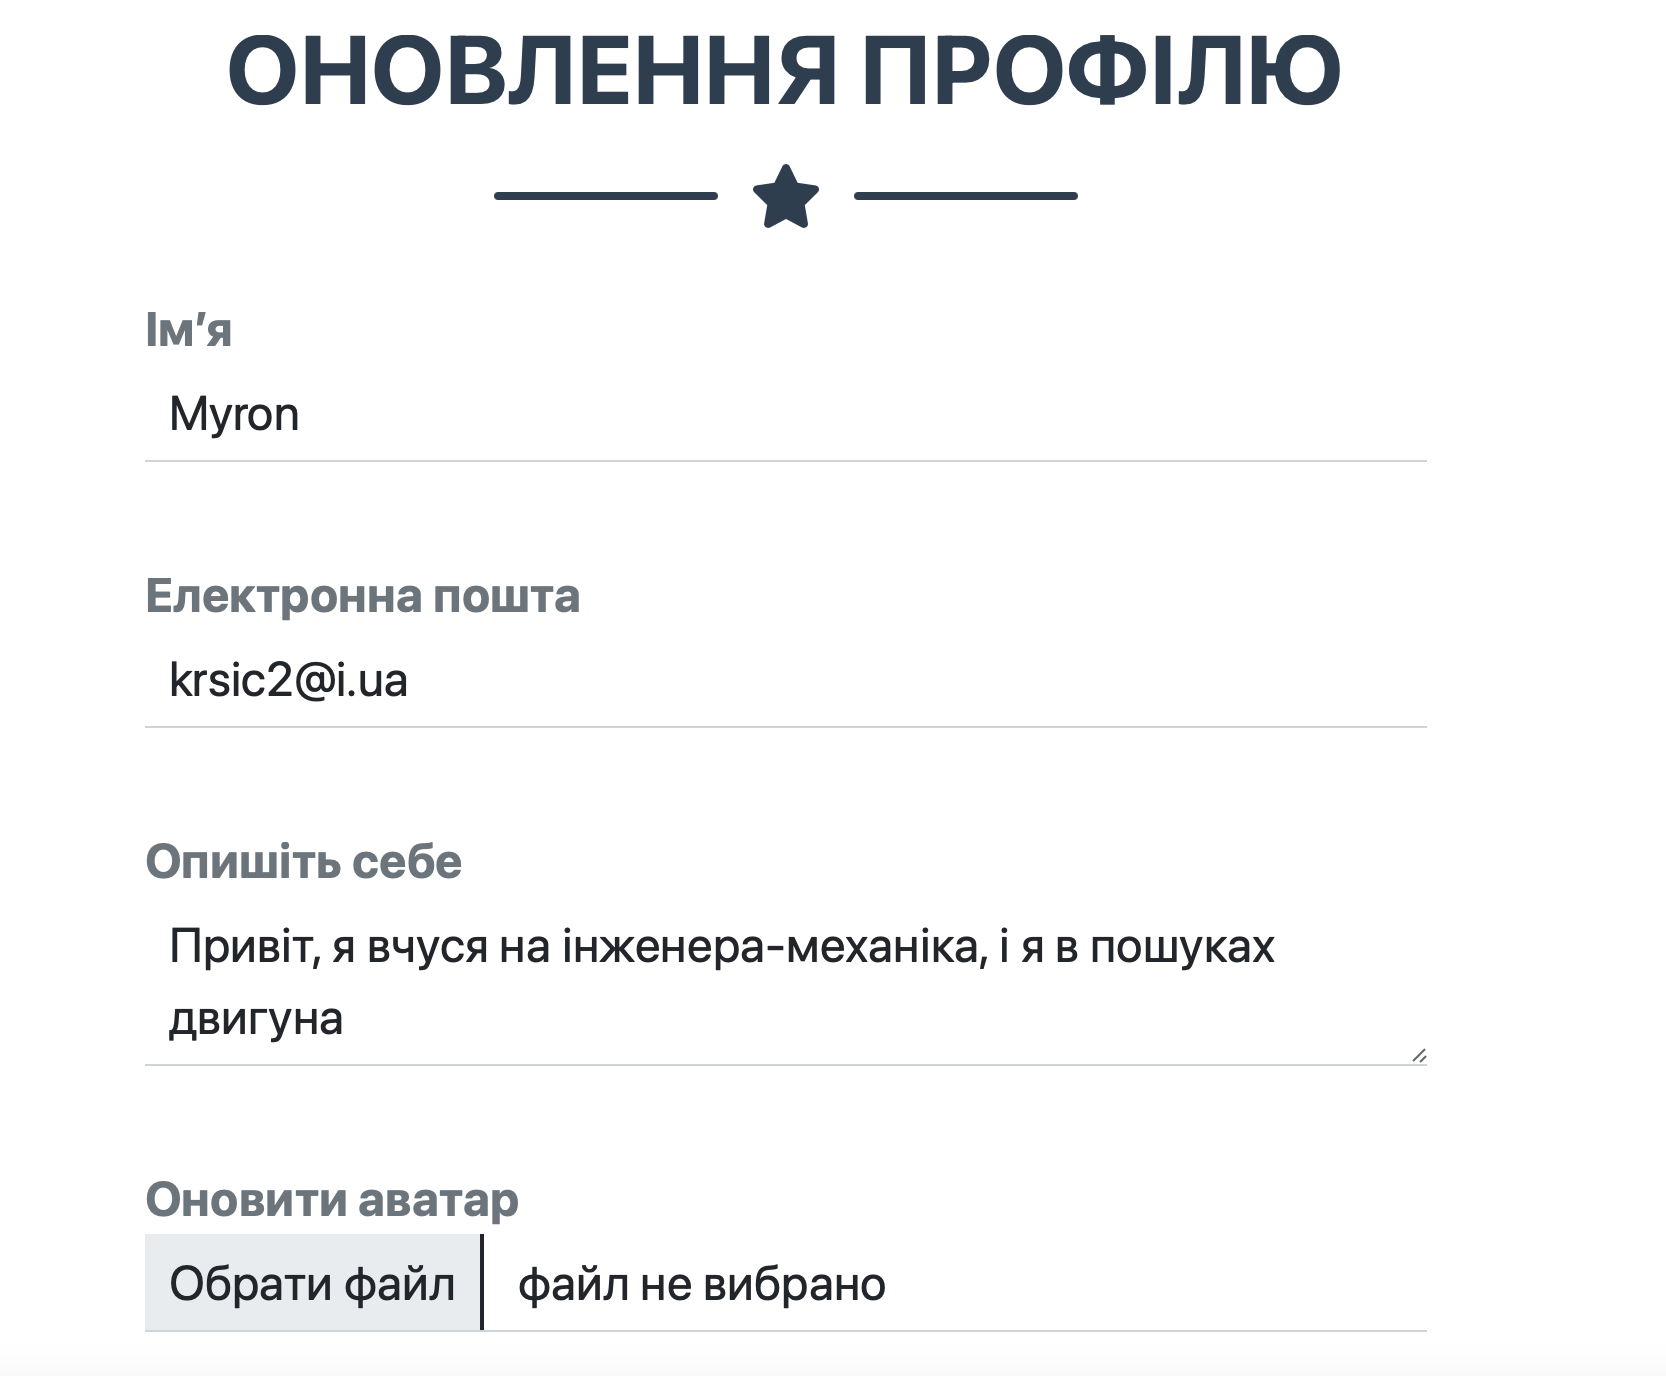 ОНОВЛЕННЯ ПРОФІЛЮ
Ім’я
Myron
Електронна пошта
krsic2@i.ua
Опишіть себе
Привіт, я вчуся на інженера-механіка, і я в пошуках
двигуна
Оновити аватар
Обрати файл файл не вибрано